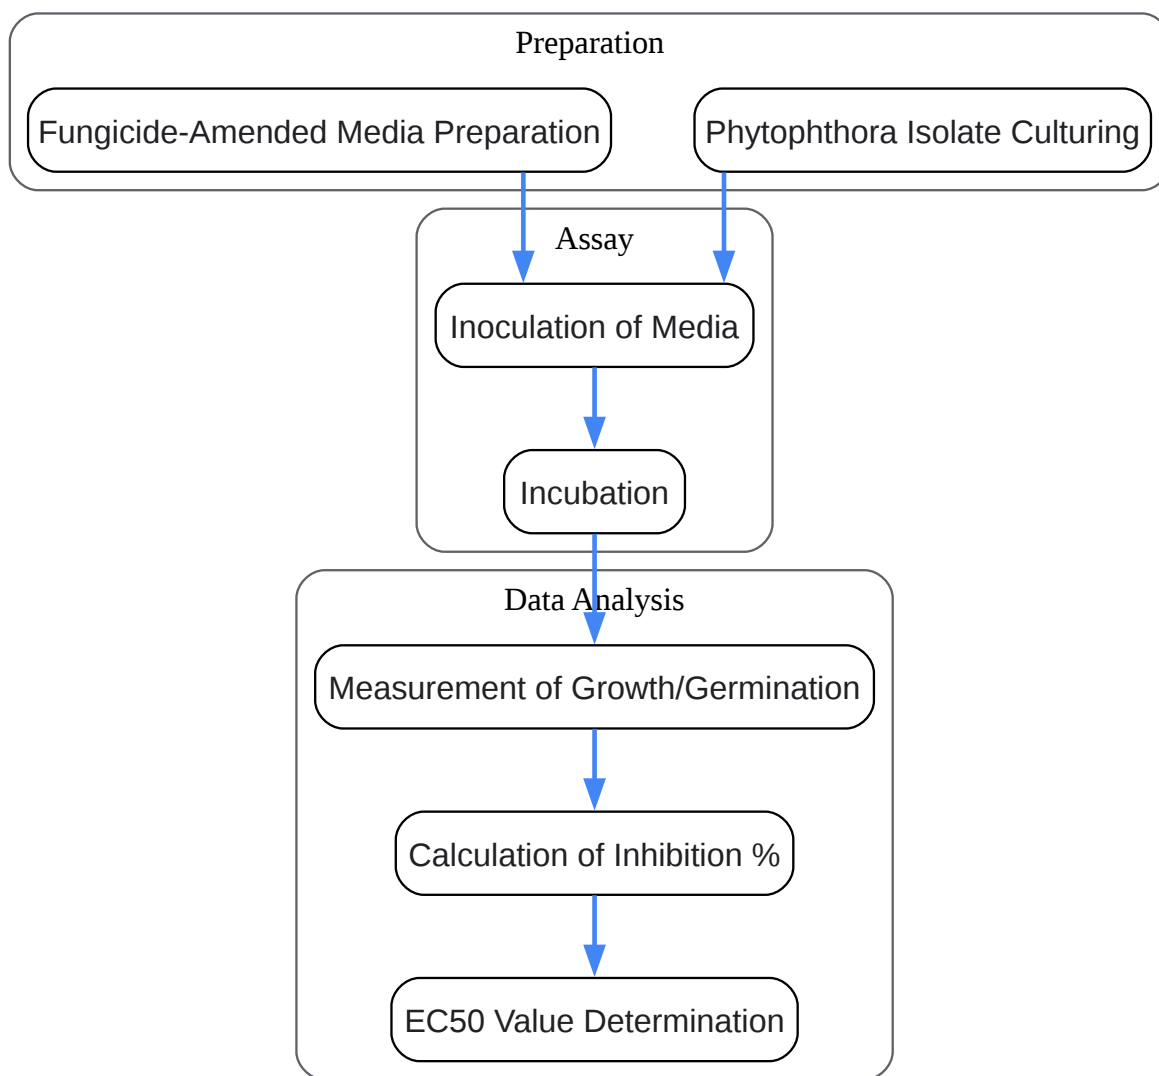 Preparation
Fungicide-Amended Media Preparation
Phytophthora Isolate Culturing
Assay
Inoculation of Media
Incubation
Data Analysis
Measurement of Growth/Germination
Calculation of Inhibition %
EC50 Value Determination